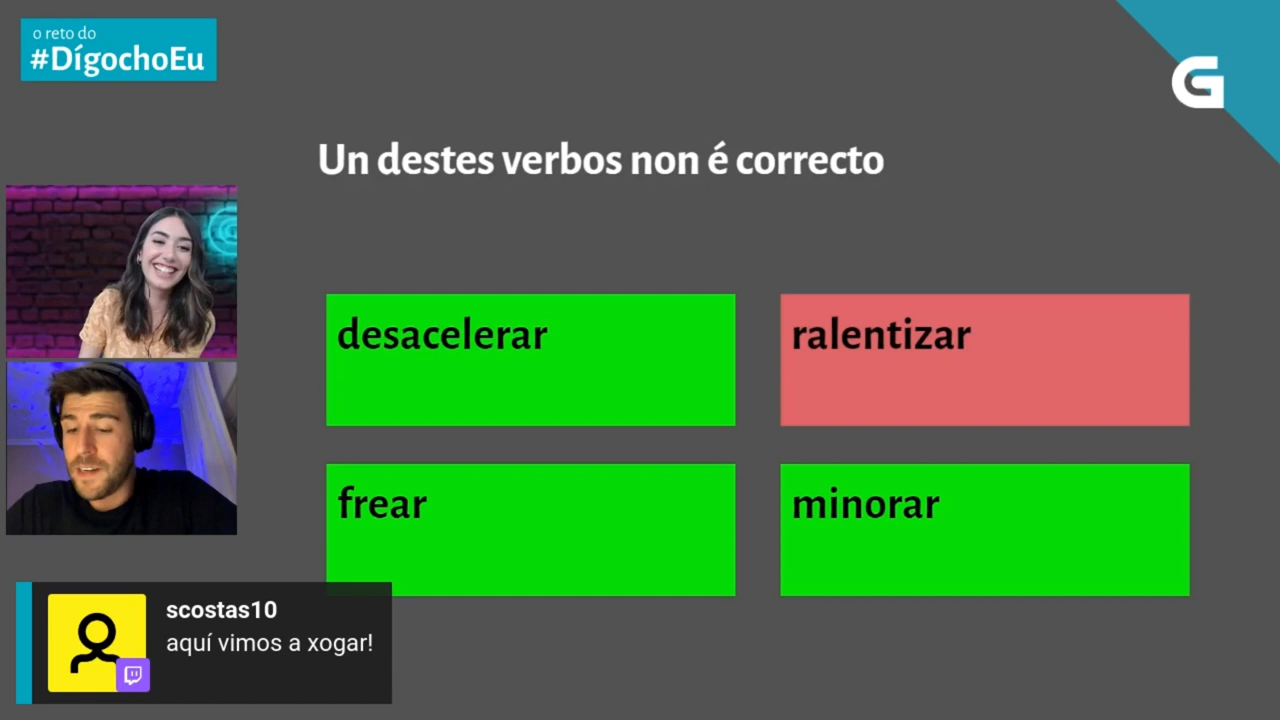 o reto do
#DígochoEu
Un destes verbos non é correcto
desacelerar
ralentizar
frear
minorar
scostas10
aquí vimos a xogar!